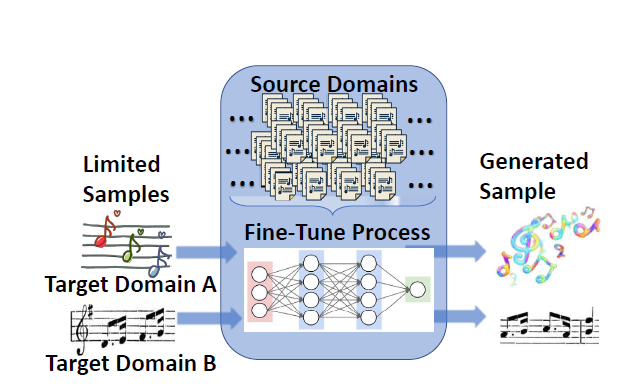 Source Domains
Limited
Samples
Generated
Sample
Fine-Tune Process
Target Domain A
Target Domain B